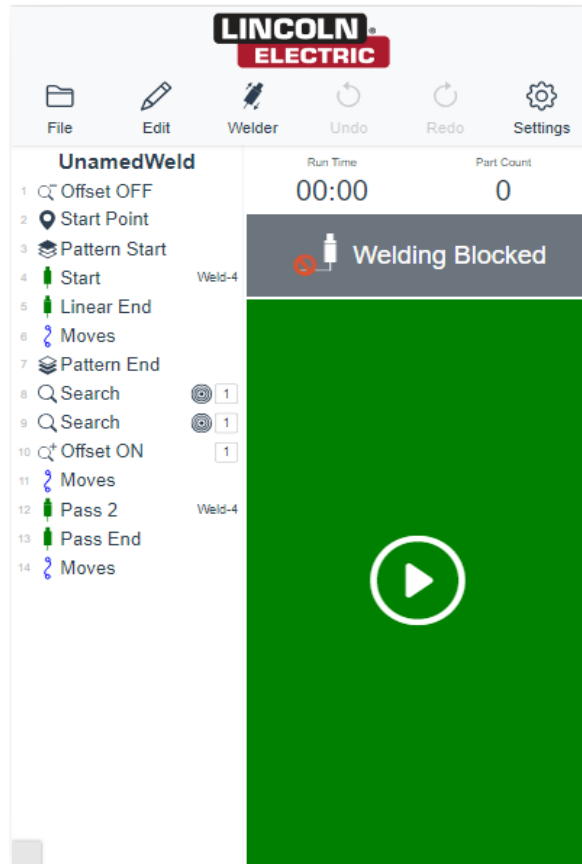 LINCOLN
ELECTRIC
File Edit Welder Undo Redo Settings
UnamedWeld
1 Offset OFF
2 Start Point
3 Pattern Start
4 Start Weld-4
5 Linear End
6 Moves
7 Pattern End
8 Search 1
9 Search 1
10 Offset ON 1
11 Moves
12 Pass 2 Weld-4
13 Pass End
14 Moves
Run Time Part Count
00:00 0
Welding Blocked